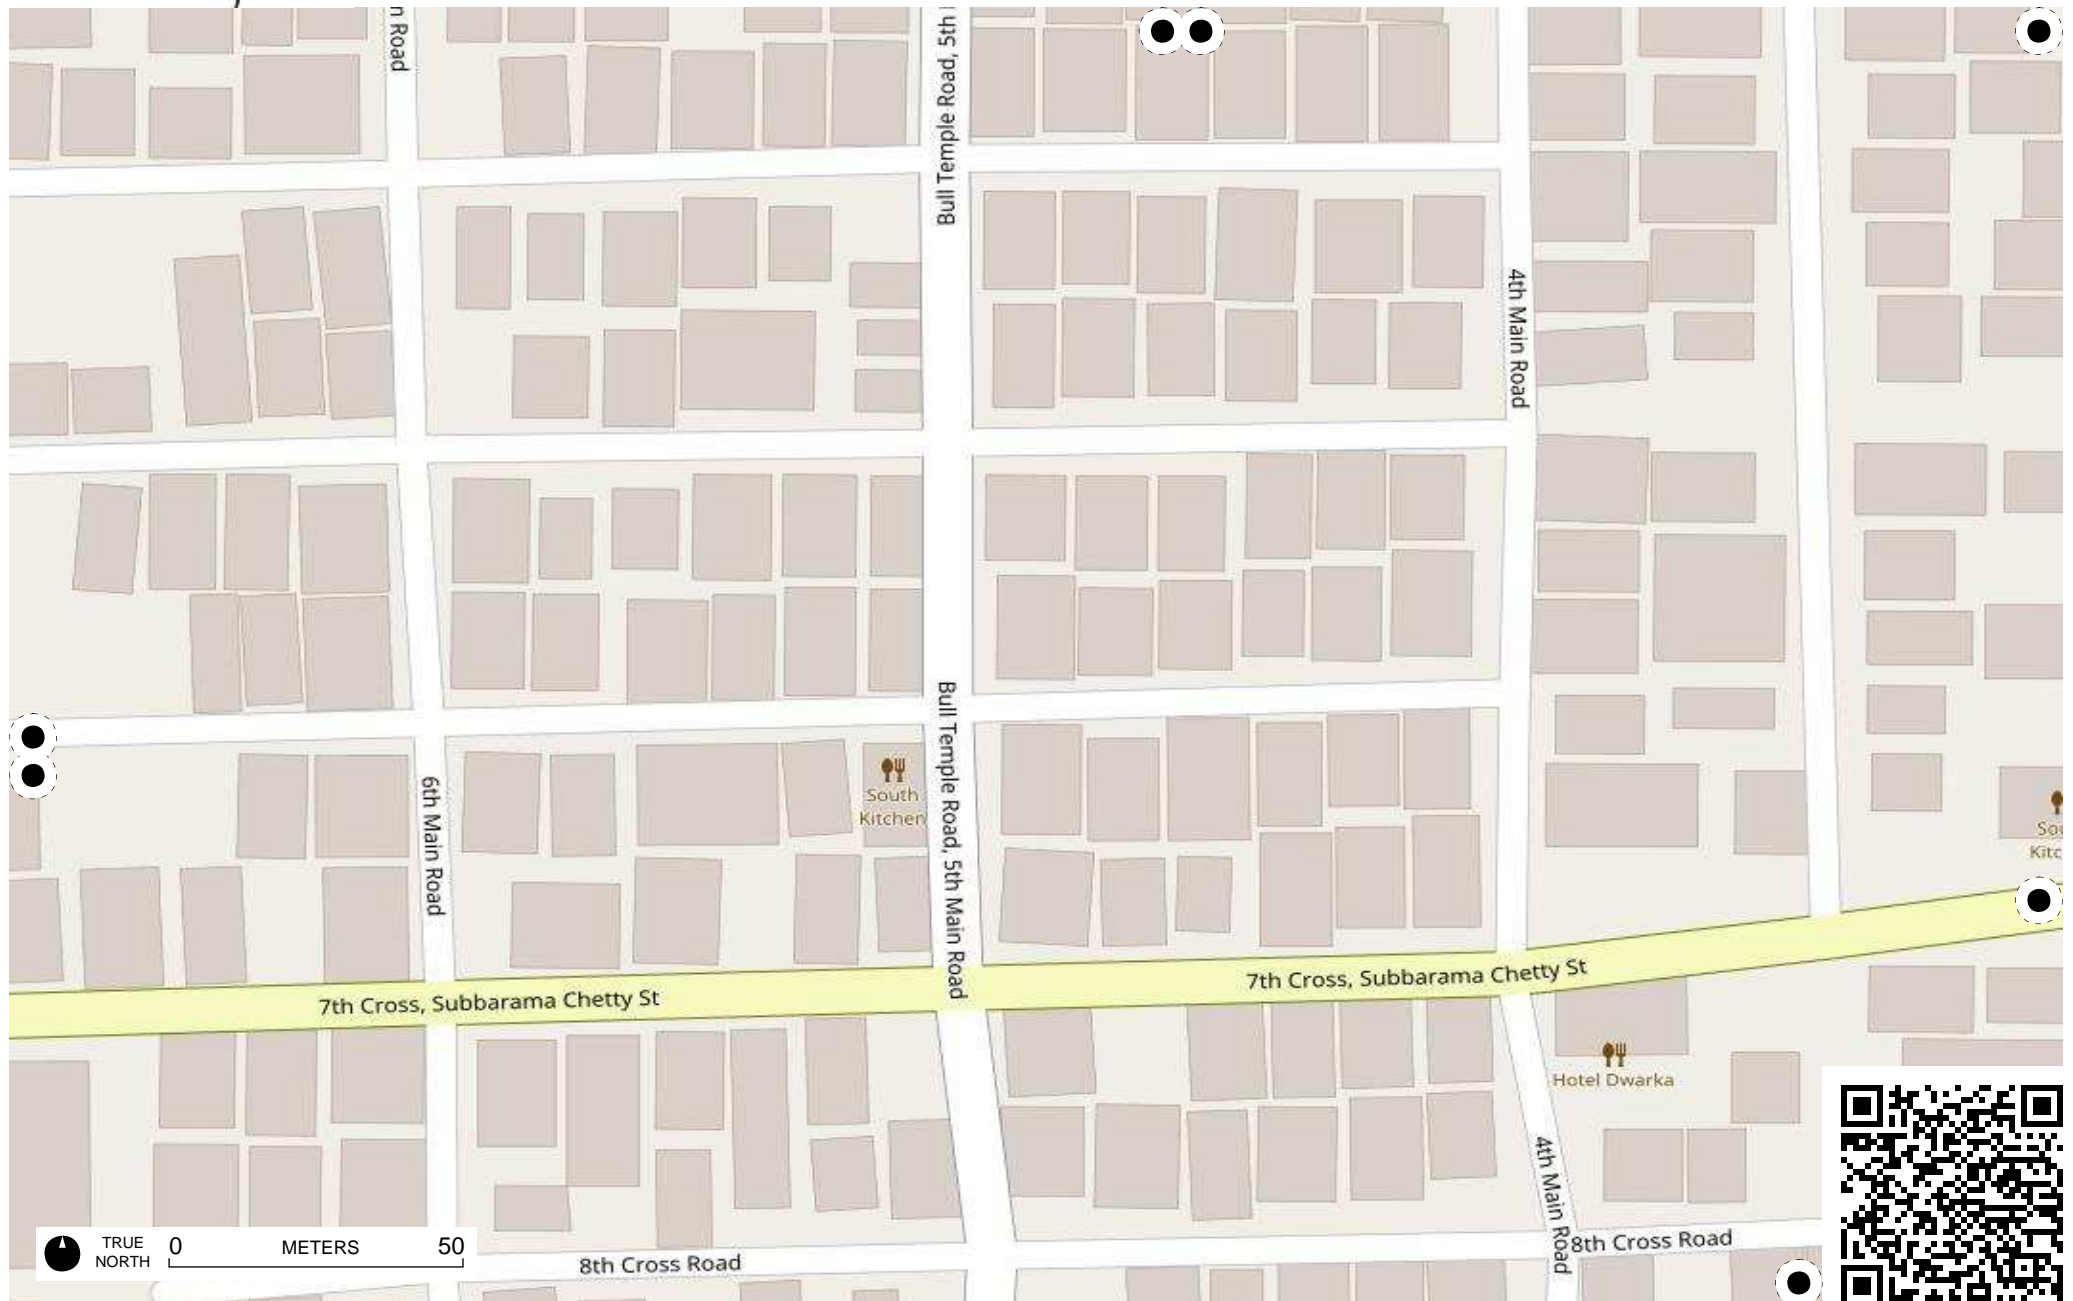 Road
Bull Temple Road, 5th
4th Main Road
South
Kitchen
6th Main Road
Bull Temple Road, 5th Main Road
7th Cross, Subbarama Chetty St
7th Cross, Subbarama Chetty St
Hotel Dwarka
4th Main Road
8th Cross Road
8th Cross Road
TRUE
NORTH
0 METERS 50